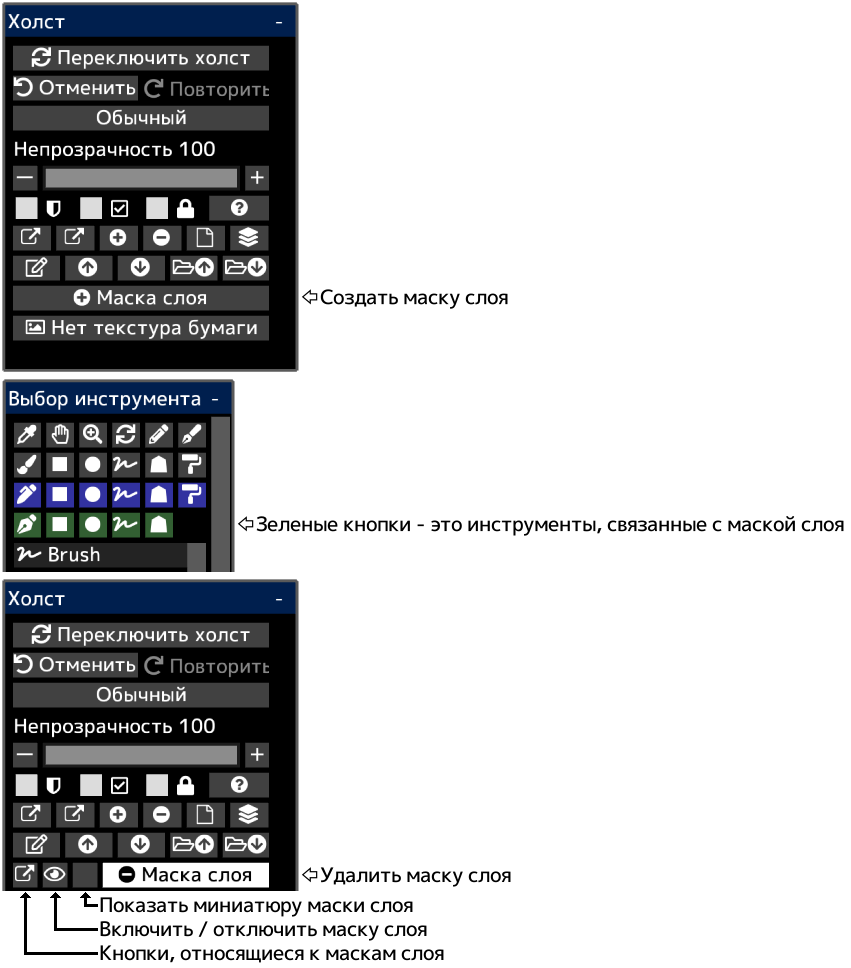 Холст -
Переключить холст
Отменить Повторить
Обычный
Непрозрачность 100
— +
Маска слоя
⇦Создать маску слоя
Нет текстура бумаги
Выбор инструмента -
⇦Зеленые кнопки - это инструменты, связанные с маской слоя
Brush
Холст -
Переключить холст
Отменить Повторить
Обычный
Непрозрачность 100
— +
Маска слоя
⇦Удалить маску слоя
Показать миниатюру маски слоя
Включить / отключить маску слоя
Кнопки, относящиеся к маскам слоя